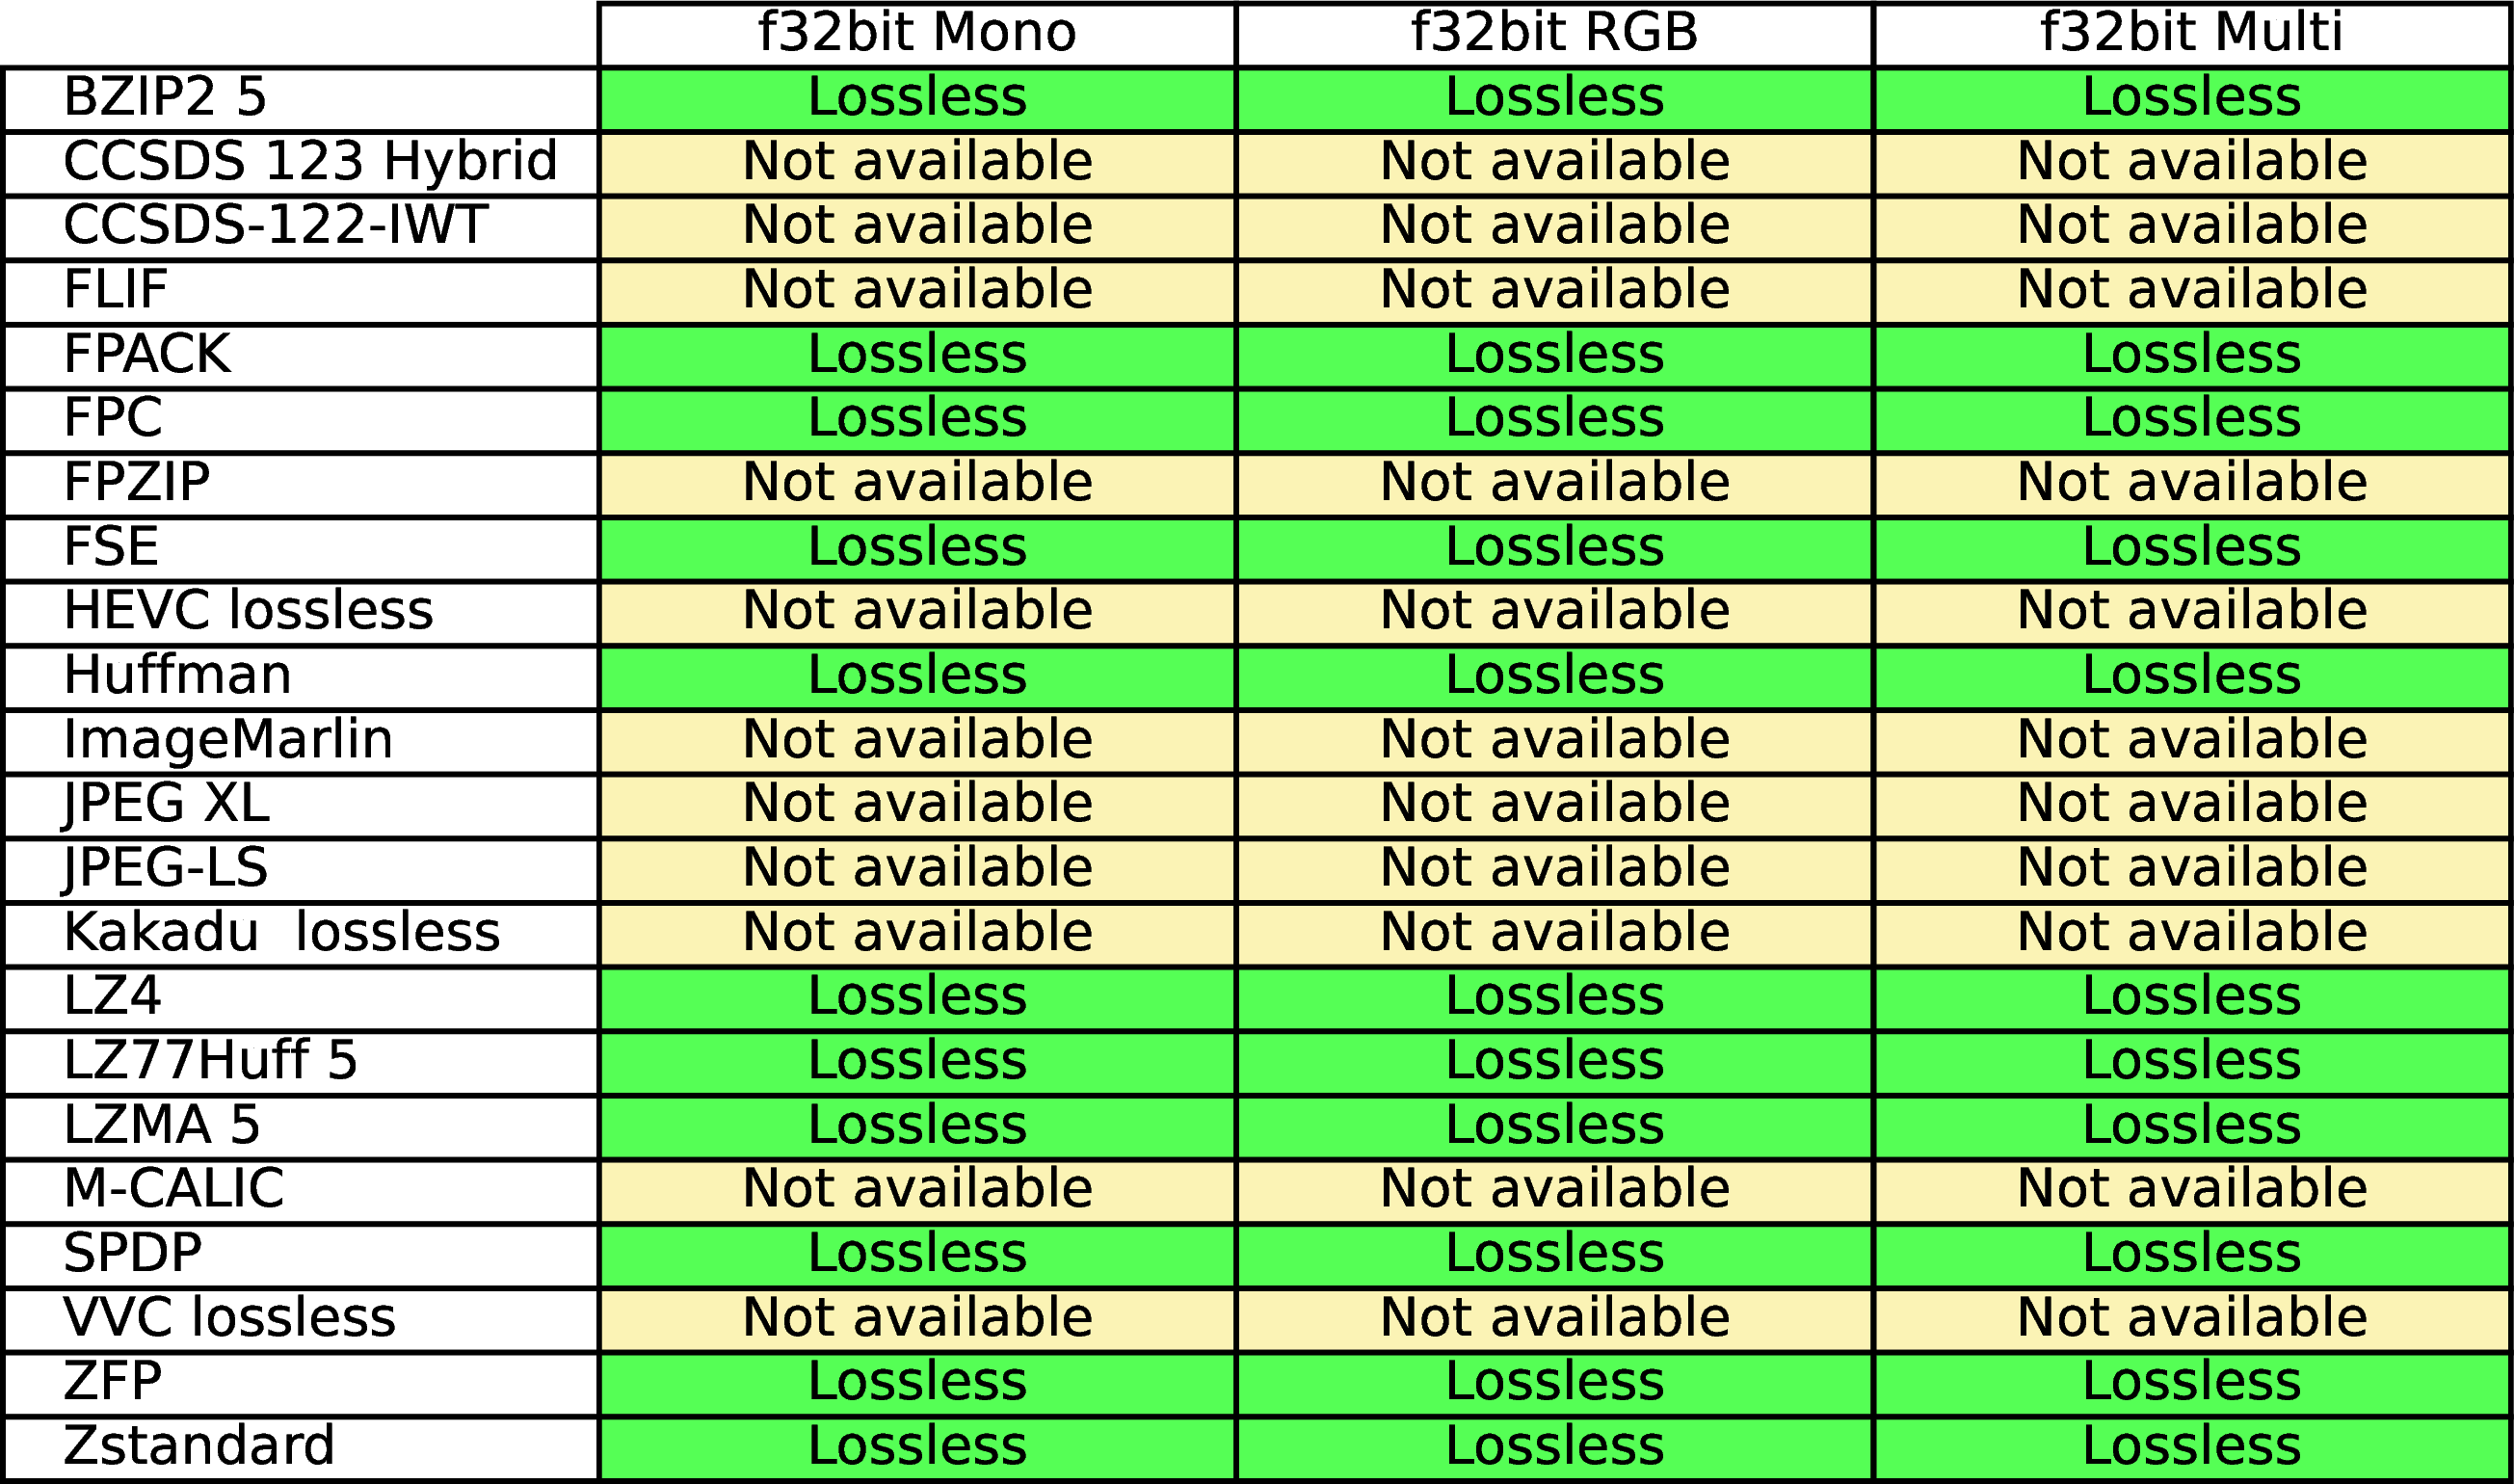 f32bit Mono f32bit RGB f32bit Multi
BZIP2 5 Lossless Lossless Lossless
CCSDS 123 Hybrid Not available Not available Not available
CCSDS-122-IWT Not available Not available Not available
FLIF Not available Not available Not available
FPACK Lossless Lossless Lossless
FPC Lossless Lossless Lossless
FPZIP Not available Not available Not available
FSE Lossless Lossless Lossless
HEVC lossless Not available Not available Not available
Huffman Lossless Lossless Lossless
ImageMarlin Not available Not available Not available
JPEG XL Not available Not available Not available
JPEG-LS Not available Not available Not available
Kakadu  lossless Not available Not available Not available
LZ4 Lossless Lossless Lossless
LZ77Huff 5 Lossless Lossless Lossless
LZMA 5 Lossless Lossless Lossless
M-CALIC Not available Not available Not available
SPDP Lossless Lossless Lossless
VVC lossless Not available Not available Not available
ZFP Lossless Lossless Lossless
Zstandard Lossless Lossless Lossless